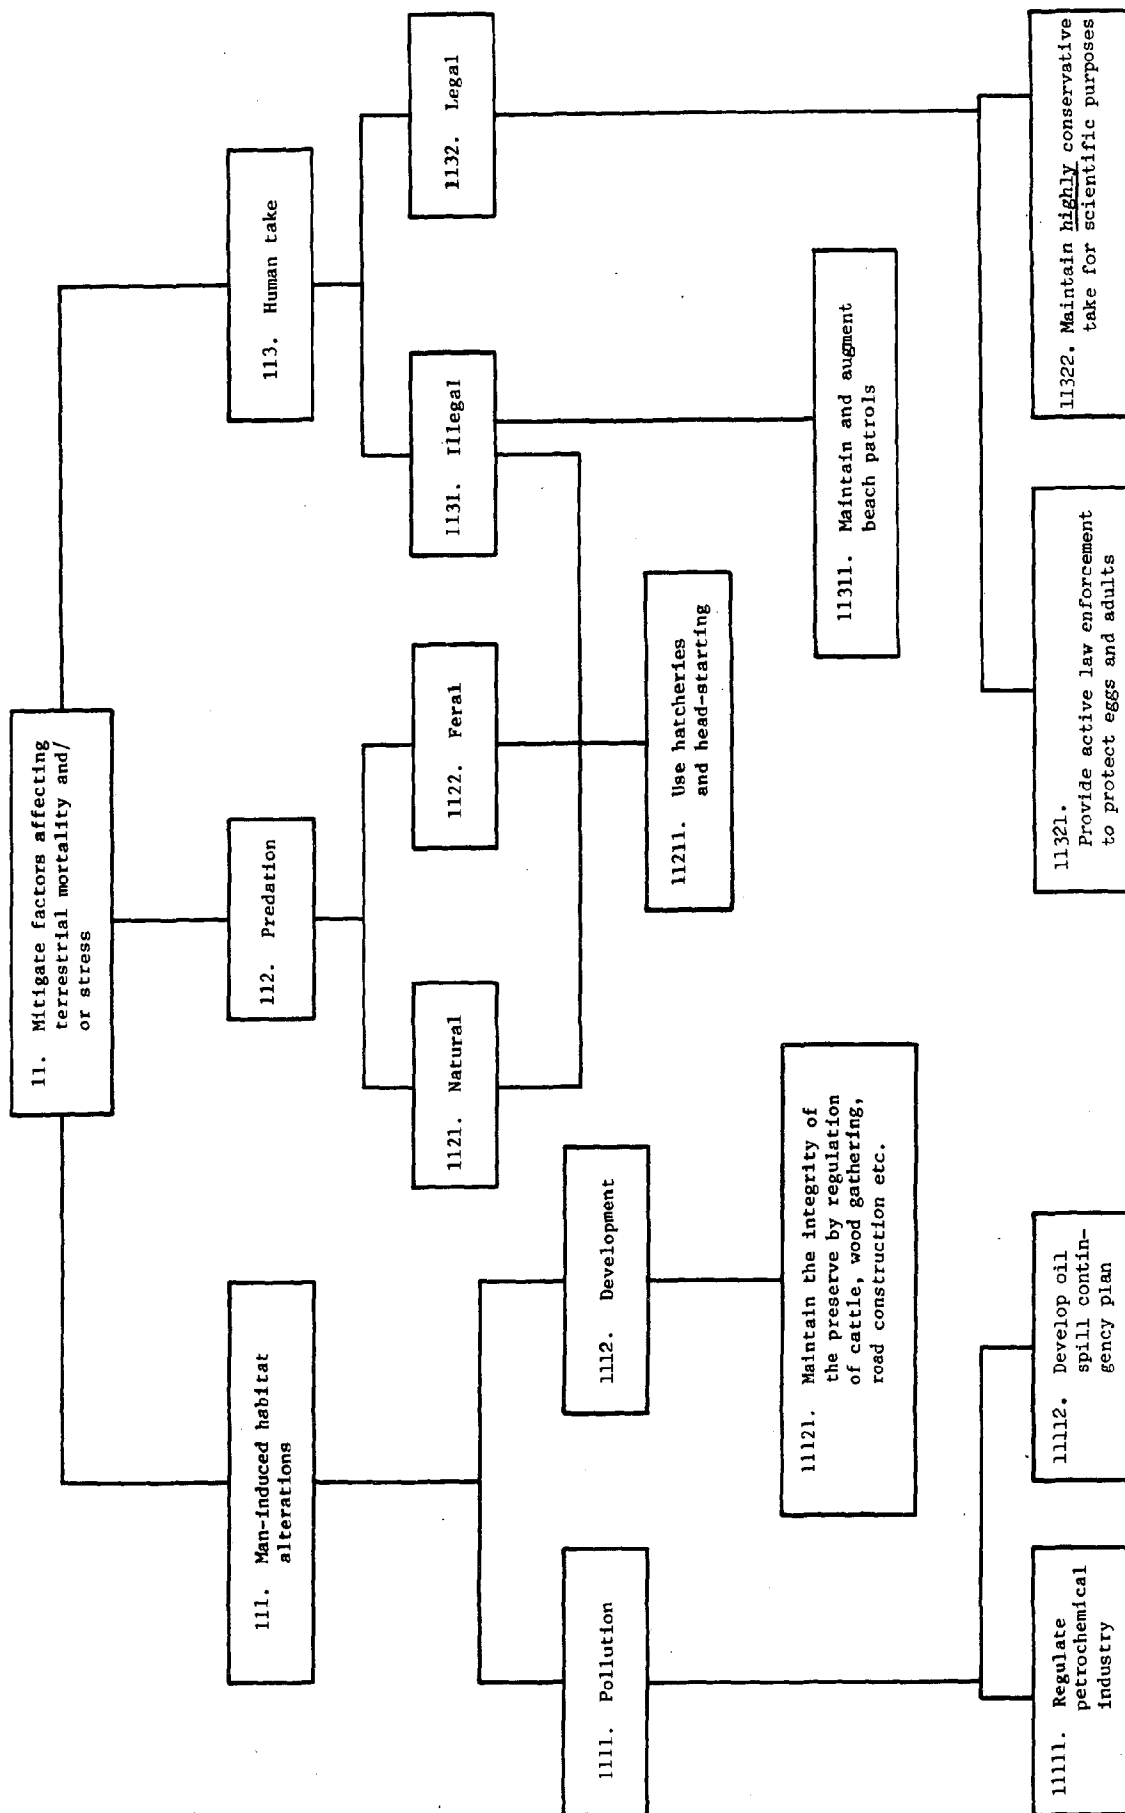 11. Mitigate factors affecting
terrestrial mortality and/
or stress
111. Man-induced habitat
alterations
112. Predation
113. Human take
1121. Natural
1122. Feral
1131. Illegal
1132. Legal
1111. Pollution
1112. Development
11211. Use hatcheries
and head-starting
11121. Maintain the integrity of
the preserve by regulation
of cattle, wood gathering,
road construction etc.
11311. Maintain and augment
beach patrols
11111. Regulate
petrochemical
industry
11112. Develop oil
spill contin-
gency plan
11321.
Provide active law enforcement
to protect eggs and adults
11322. Maintain highly conservative
take for scientific purposes